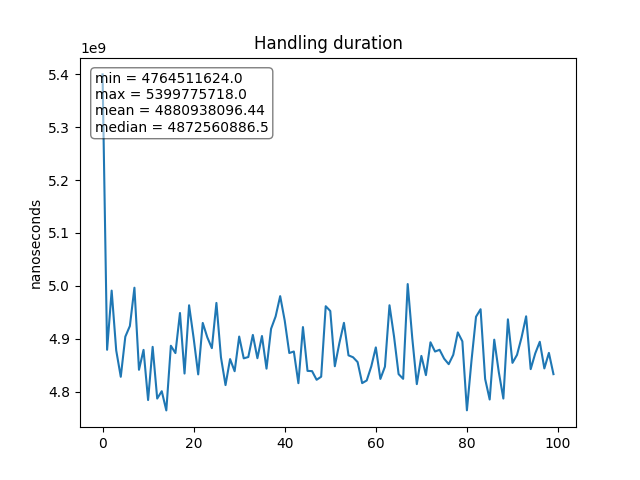 Handling duration
1e9
min = 4764511624.0
max = 5399775718.0
mean = 4880938096.44
median = 4872560886.5
nanoseconds
5.4
5.3
5.2
5.1
5.0
4.9
4.8
0 20 40 60 80 100